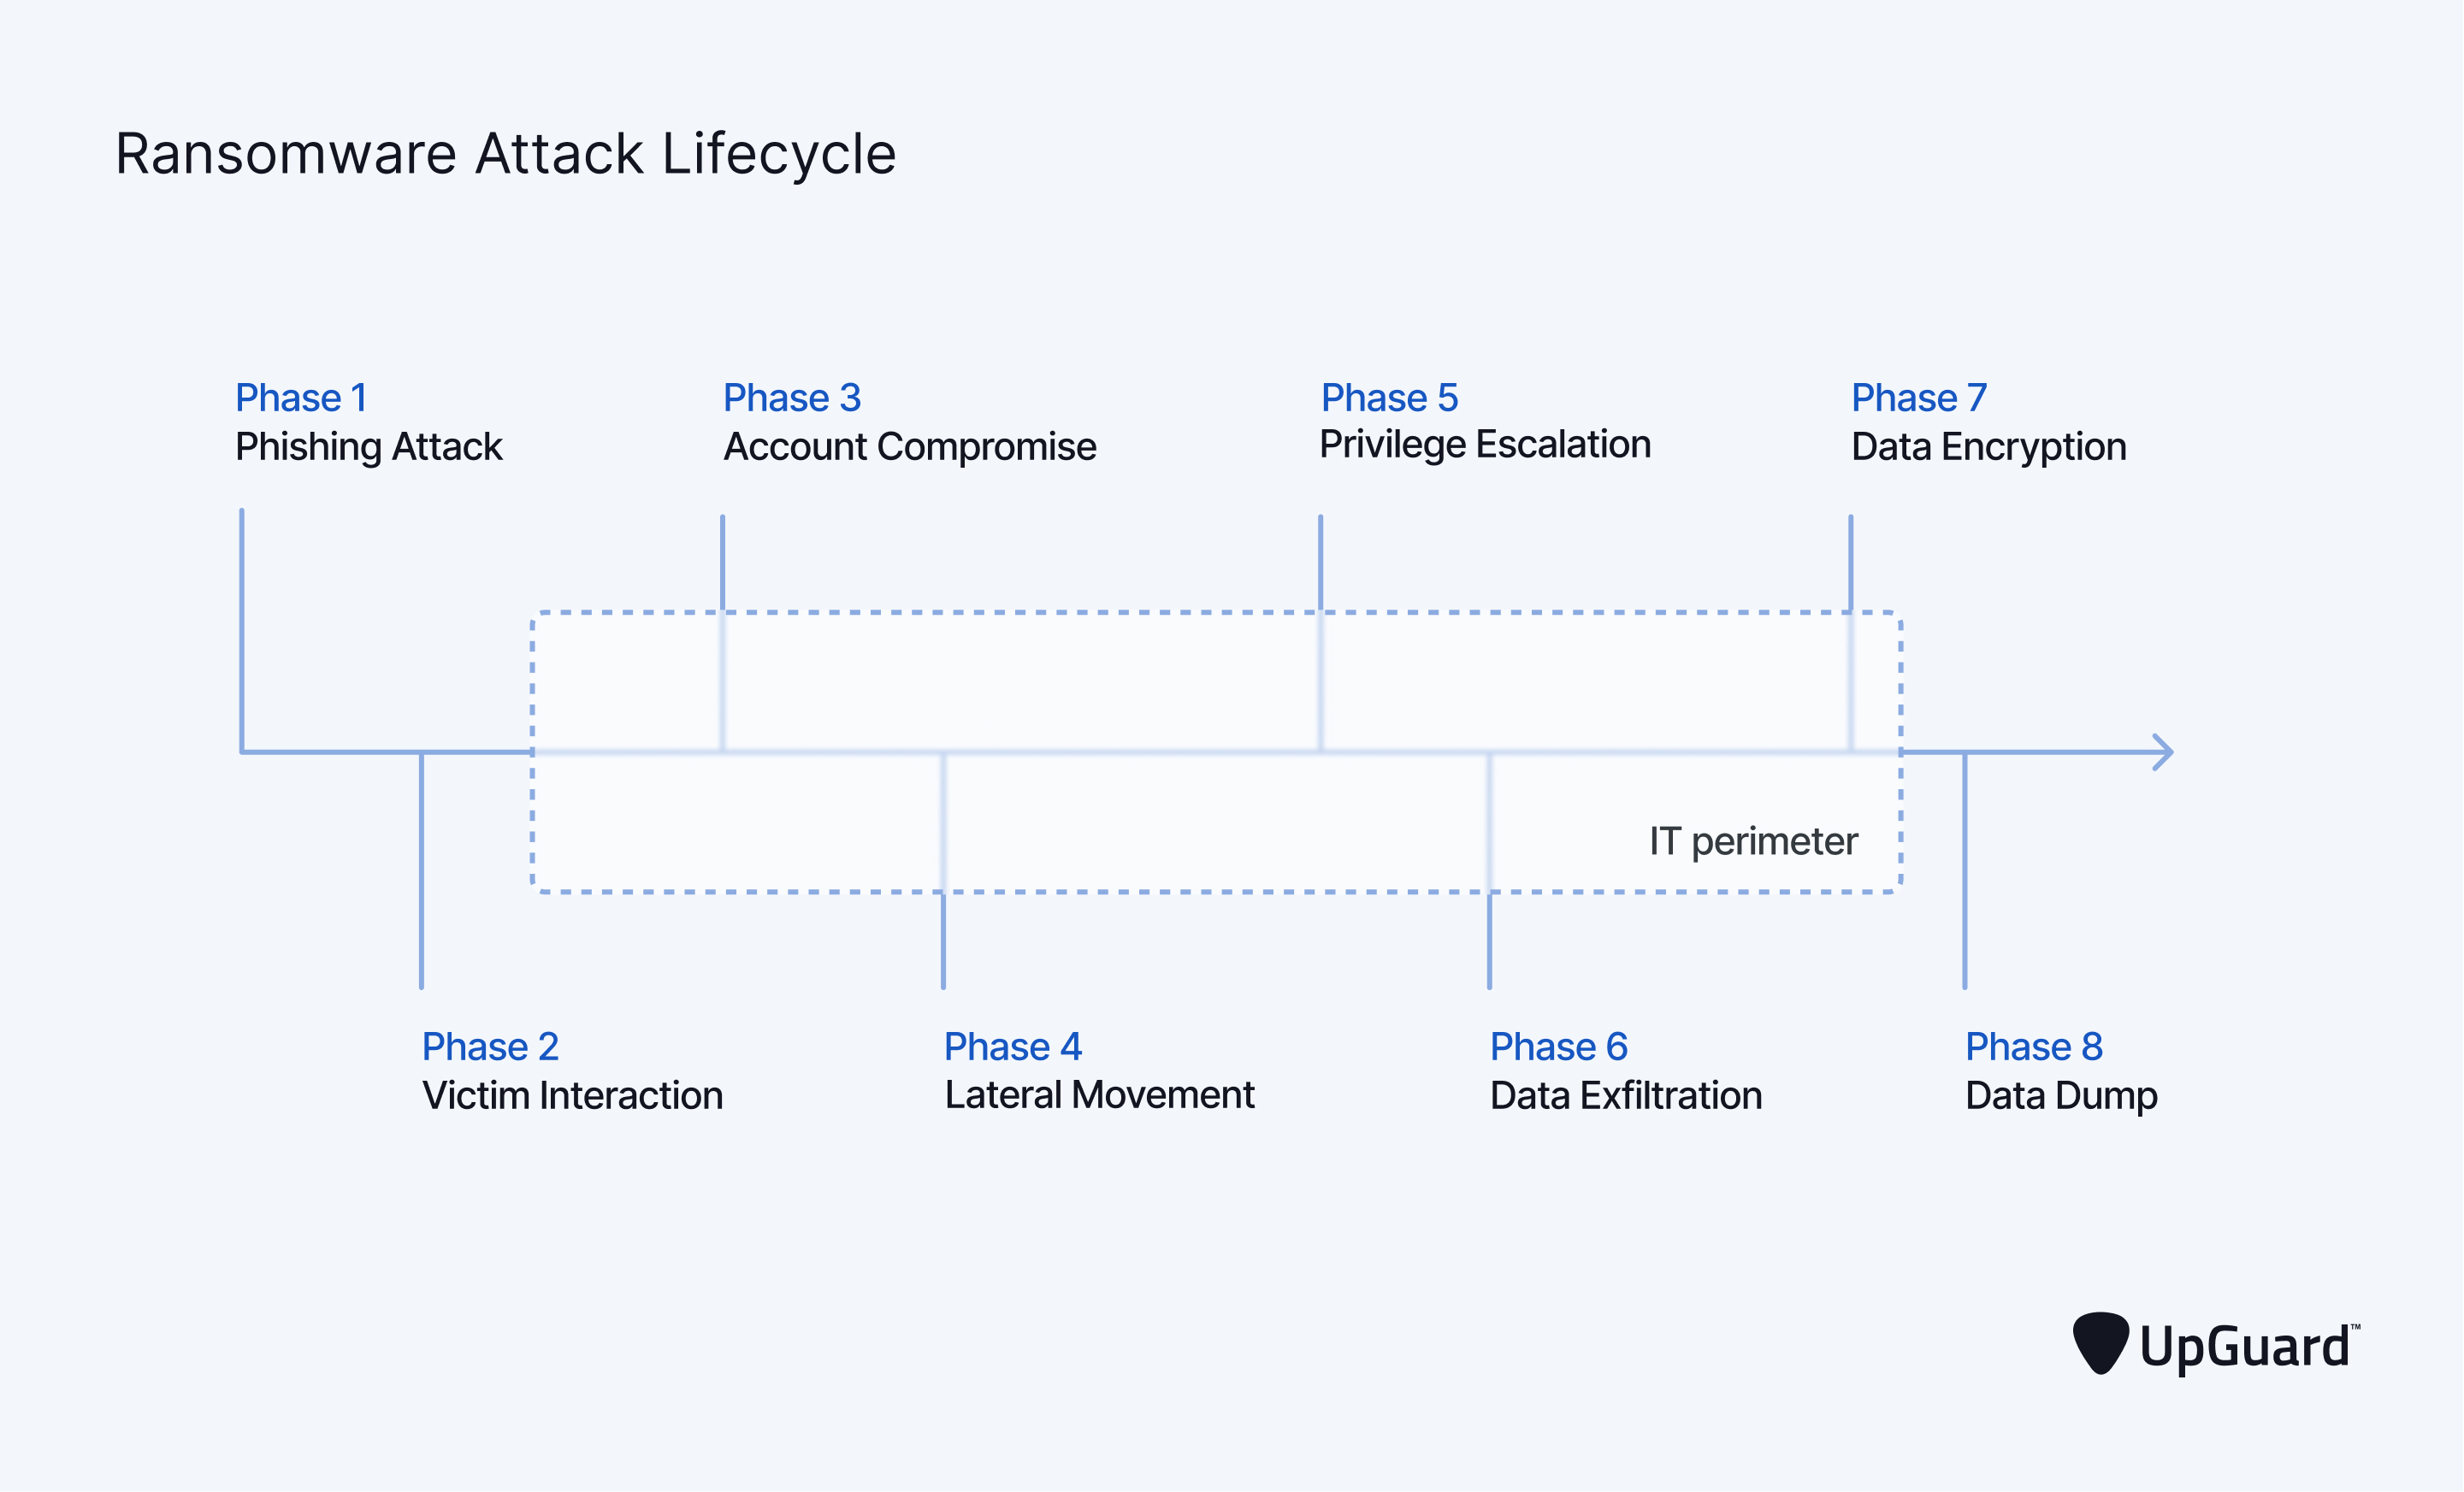 Ransomware Attack Lifecycle
Phase 1
Phishing Attack
Phase 3
Account Compromise
Phase 5
Privilege Escalation
Phase 7
Data Encryption
IT perimeter
Phase 2
Victim Interaction
Phase 4
Lateral Movement
Phase 6
Data Exfiltration
Phase 8
Data Dump
UpGuard™